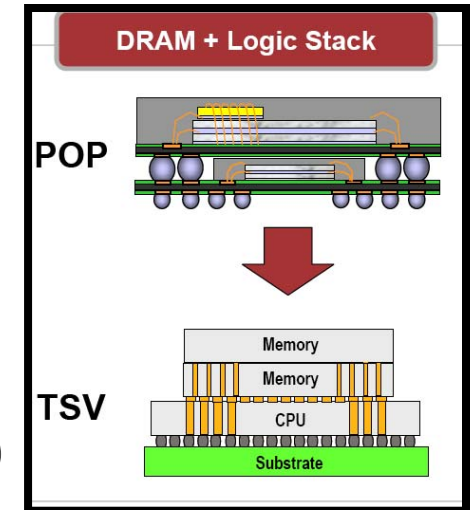 DRAM + Logic Stack
POP
Memory
Memory
TSV
CPU
Substrate